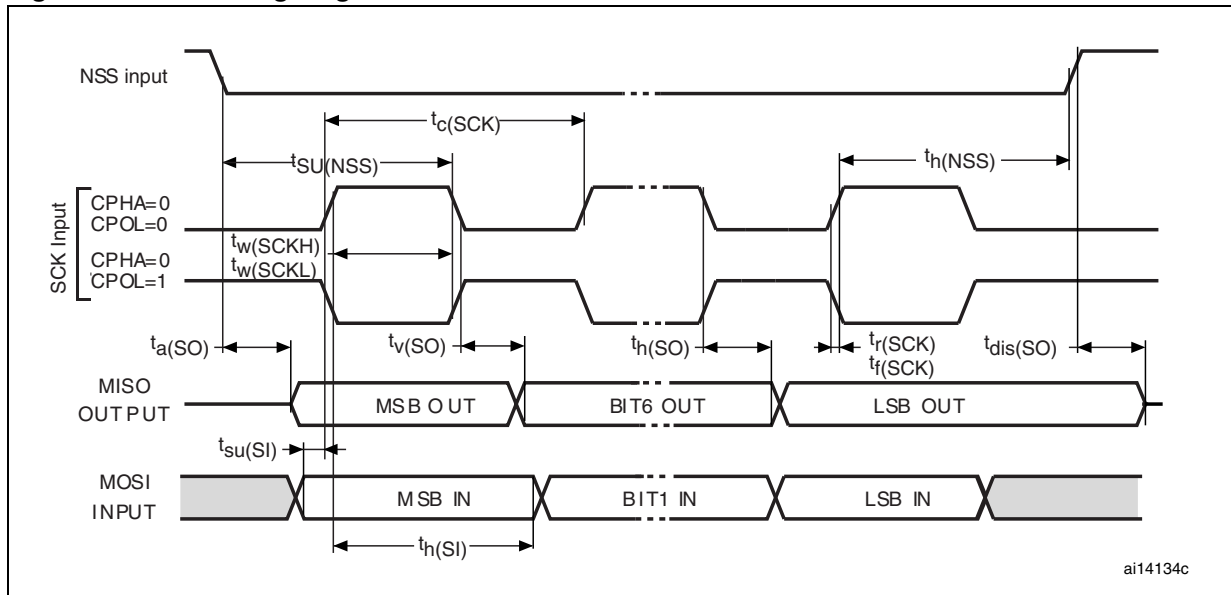 NSS input
tc(SCK)
tSU(NSS)
th(NSS)
SCK Input
CPHA=0
CPOL=0
tw(SCKH)
CPHA=0
tw(SCKL)
CPOL=1
ta(SO)
tv(SO)
th(SO)
tr(SCK)
tf(SCK)
tdis(SO)
MISO
OUTPUT
MSB OUT
BIT6 OUT
LSB OUT
tsu(SI)
MOSI
INPUT
MSB IN
BIT1 IN
LSB IN
th(SI)
ai14134c